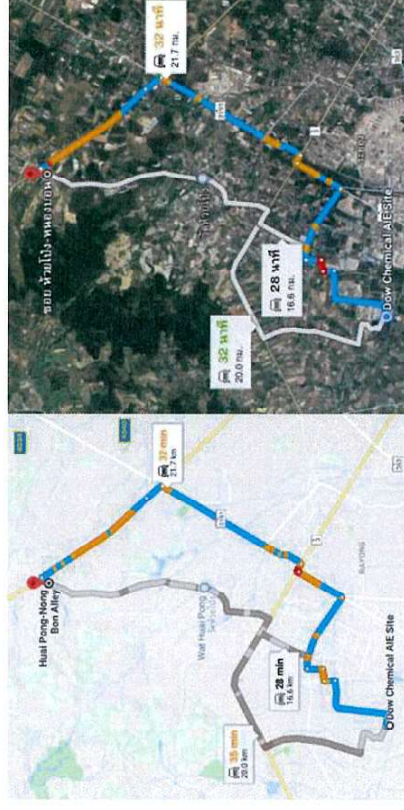 Huai Pong-Nong
Bon Alley
32 min
21.7 km
Wat Huai Pong
28 min
16.6 km
35 min
20.0 km
RAYONG
3
Dow Chemical AIE Site
ซอย ห้วยโป่ง-หนองบอน
32 นาที
21.7 กม.
28 นาที
16.6 กม.
32 นาที
20.0 กม.
3
Dow Chemical AIE Site